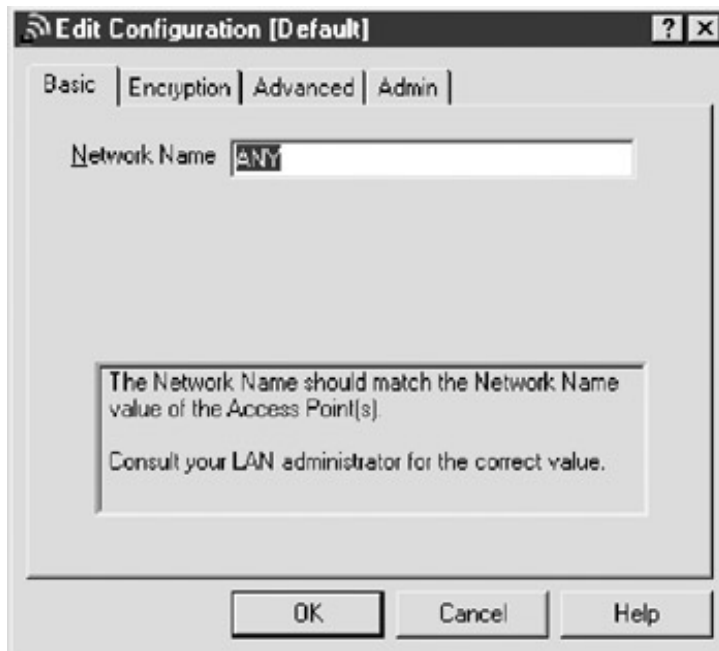 Edit Configuration [Default]
? X
Basic Encryption Advanced Admin
Network Name ANY
The Network Name should match the Network Name
value of the Access Point(s).
Consult your LAN administrator for the correct value.
OK Cancel Help